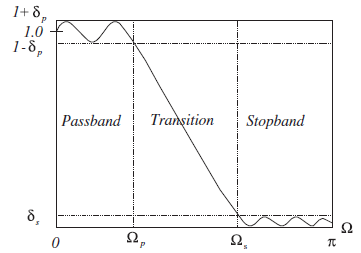 1+δp
1.0
1-δp
Passband Transition Stopband
δs
0 Ωp Ωs π Ω